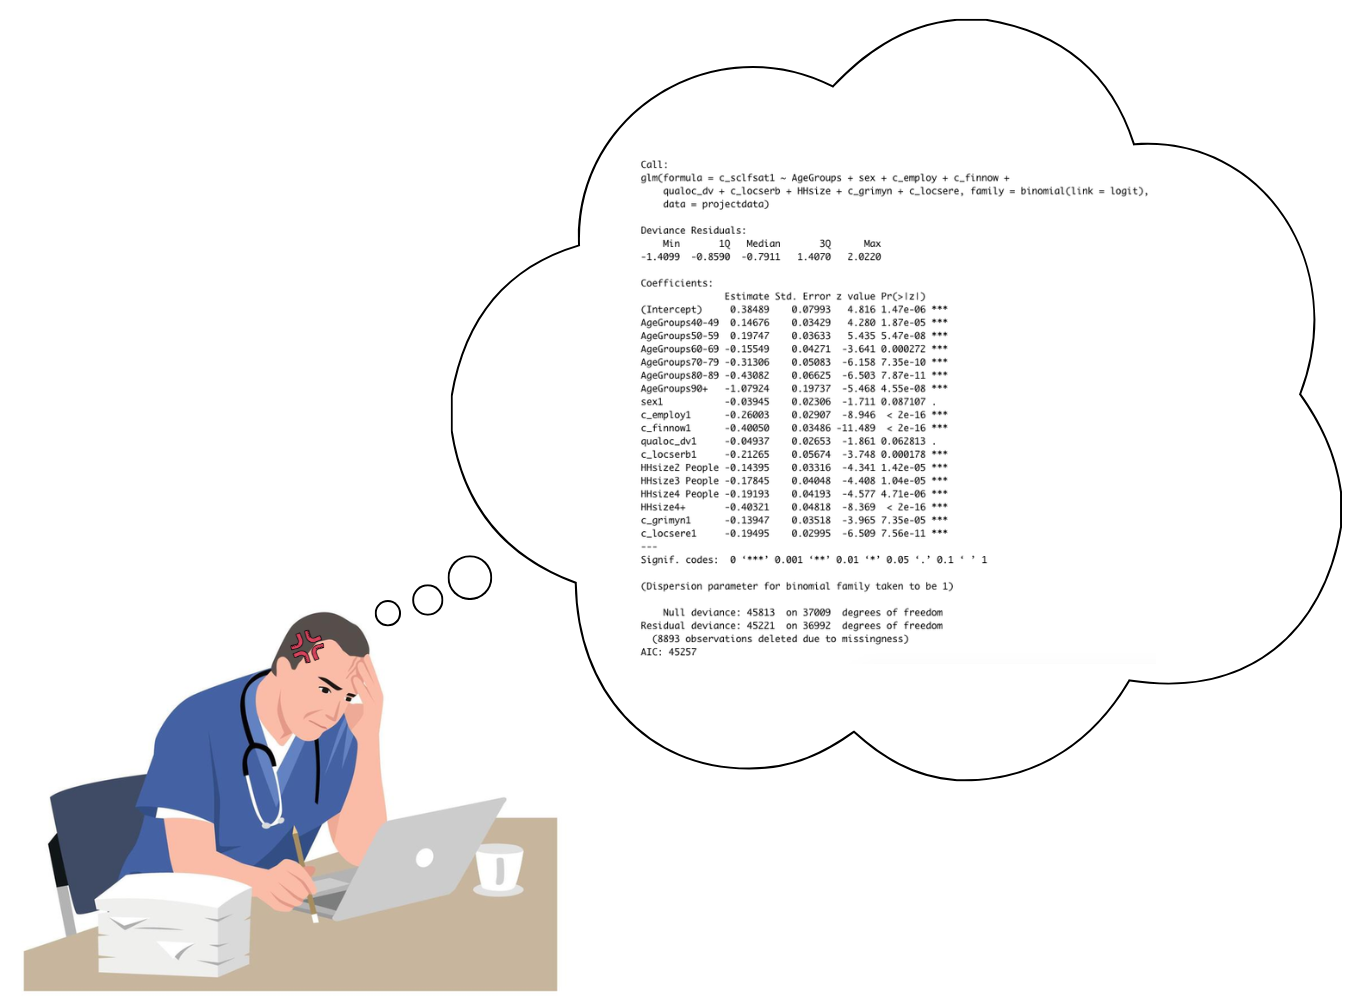 Call:
glm(formula = c_sclfsat1 ~ AgeGroups + sex + c_employ + c_finnow +
    qualoc_dv + c_locserb + HHsize + c_grimyn + c_locsere, family = binomial(link = logit),
    data = projectdata)
Deviance Residuals:
    Min       1Q   Median       3Q      Max
-1.4099  -0.8590  -0.7911   1.4070   2.0220
Coefficients:
               Estimate Std. Error z value Pr(>|z|)
(Intercept)     0.38489    0.07993   4.816 1.47e-06 ***
AgeGroups40-49  0.14676    0.03429   4.280 1.87e-05 ***
AgeGroups50-59  0.19747    0.03633   5.435 5.47e-08 ***
AgeGroups60-69 -0.15549    0.04271  -3.641 0.000272 ***
AgeGroups70-79 -0.31306    0.05083  -6.158 7.35e-10 ***
AgeGroups80-89 -0.43082    0.06625  -6.503 7.87e-11 ***
AgeGroups90+   -1.07924    0.19737  -5.468 4.55e-08 ***
sex1           -0.03945    0.02306  -1.711 0.087107 .
c_employ1      -0.26003    0.02907  -8.946  < 2e-16 ***
c_finnow1      -0.40050    0.03486 -11.489  < 2e-16 ***
qualoc_dv1     -0.04937    0.02653  -1.861 0.062813 .
c_locserb1     -0.21265    0.05674  -3.748 0.000178 ***
HHsize2 People -0.14395    0.03316  -4.341 1.42e-05 ***
HHsize3 People -0.17845    0.04048  -4.408 1.04e-05 ***
HHsize4 People -0.19193    0.04193  -4.577 4.71e-06 ***
HHsize4+       -0.40321    0.04818  -8.369  < 2e-16 ***
c_grimyn1      -0.13947    0.03518  -3.965 7.35e-05 ***
c_locsere1     -0.19495    0.02995  -6.509 7.56e-11 ***
---
Signif. codes:  0 ‘***’ 0.001 ‘**’ 0.01 ‘*’ 0.05 ‘.’ 0.1 ‘ ’ 1
(Dispersion parameter for binomial family taken to be 1)
    Null deviance: 45813  on 37009  degrees of freedom
Residual deviance: 45221  on 36992  degrees of freedom
  (8893 observations deleted due to missingness)
AIC: 45257